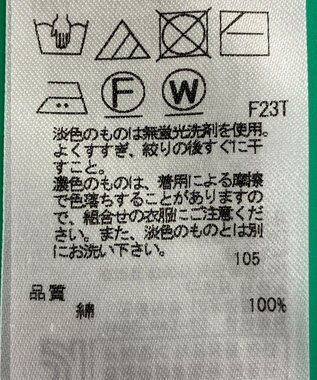 F
W
F23T
淡色のものは無蛍光洗剤を使用。
よくすすぎ、絞りの後すぐに干
すこと。
濃色のものは、着用による摩擦
で色落ちすることがありますの
で、組合せの衣服にご注意くだ
さい。また、淡色のものとは別
にお洗い下さい。
105
品質
綿 100%